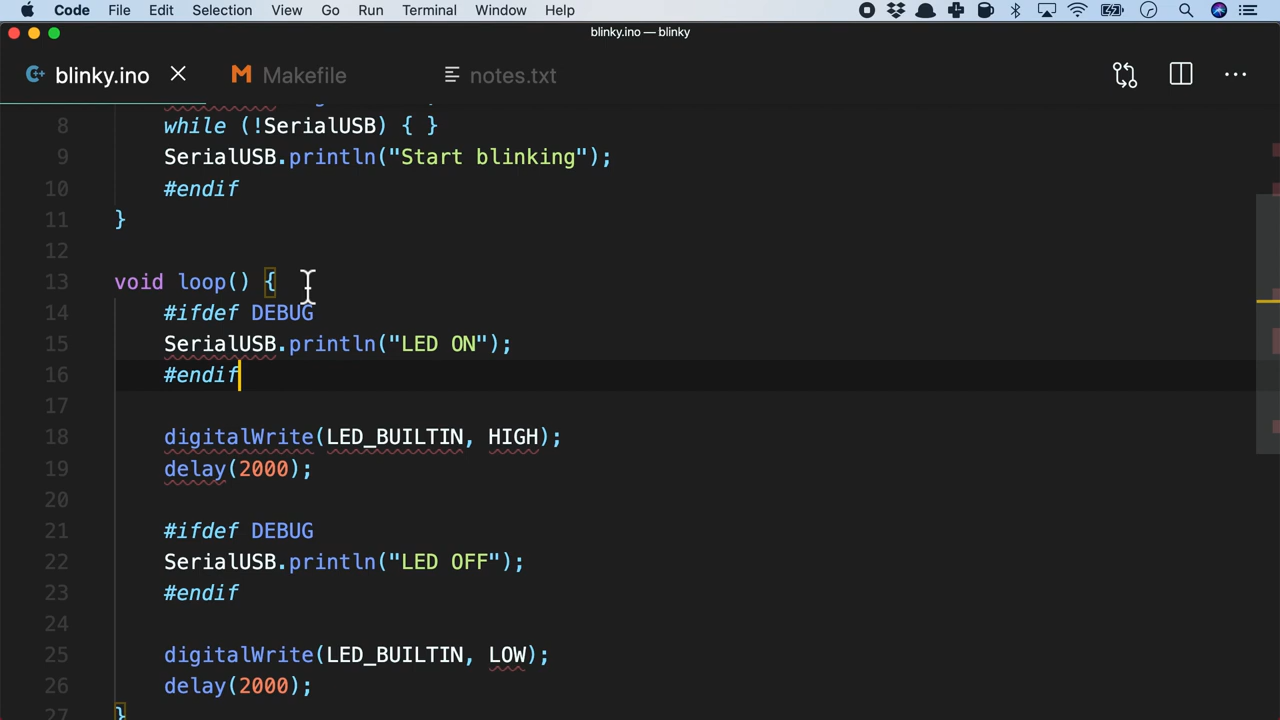 Code File Edit Selection View Go Run Terminal Window Help
blinky.ino — blinky
blinky.ino Makefile notes.txt
8 while (!SerialUSB) { }
9 SerialUSB.println("Start blinking");
10 #endif
11 }
12
13 void loop() {
14 #ifdef DEBUG
15 SerialUSB.println("LED ON");
16 #endif
17
18 digitalWrite(LED_BUILTIN, HIGH);
19 delay(2000);
20
21 #ifdef DEBUG
22 SerialUSB.println("LED OFF");
23 #endif
24
25 digitalWrite(LED_BUILTIN, LOW);
26 delay(2000);
27 }